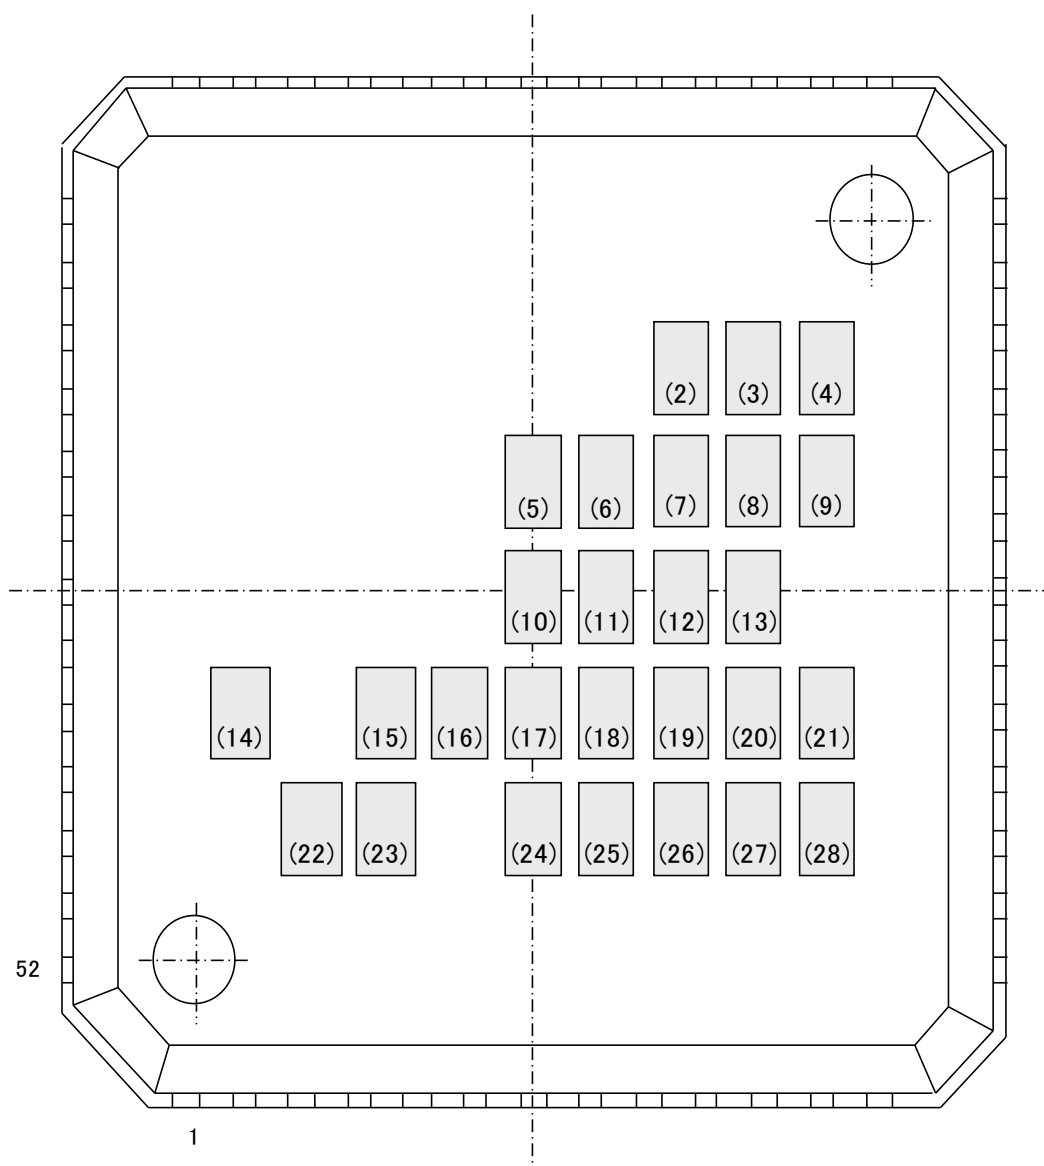 (2) (3) (4)
(5) (6) (7) (8) (9)
(10) (11) (12) (13)
(14) (15) (16) (17) (18) (19) (20) (21)
(22) (23) (24) (25) (26) (27) (28)
52
1